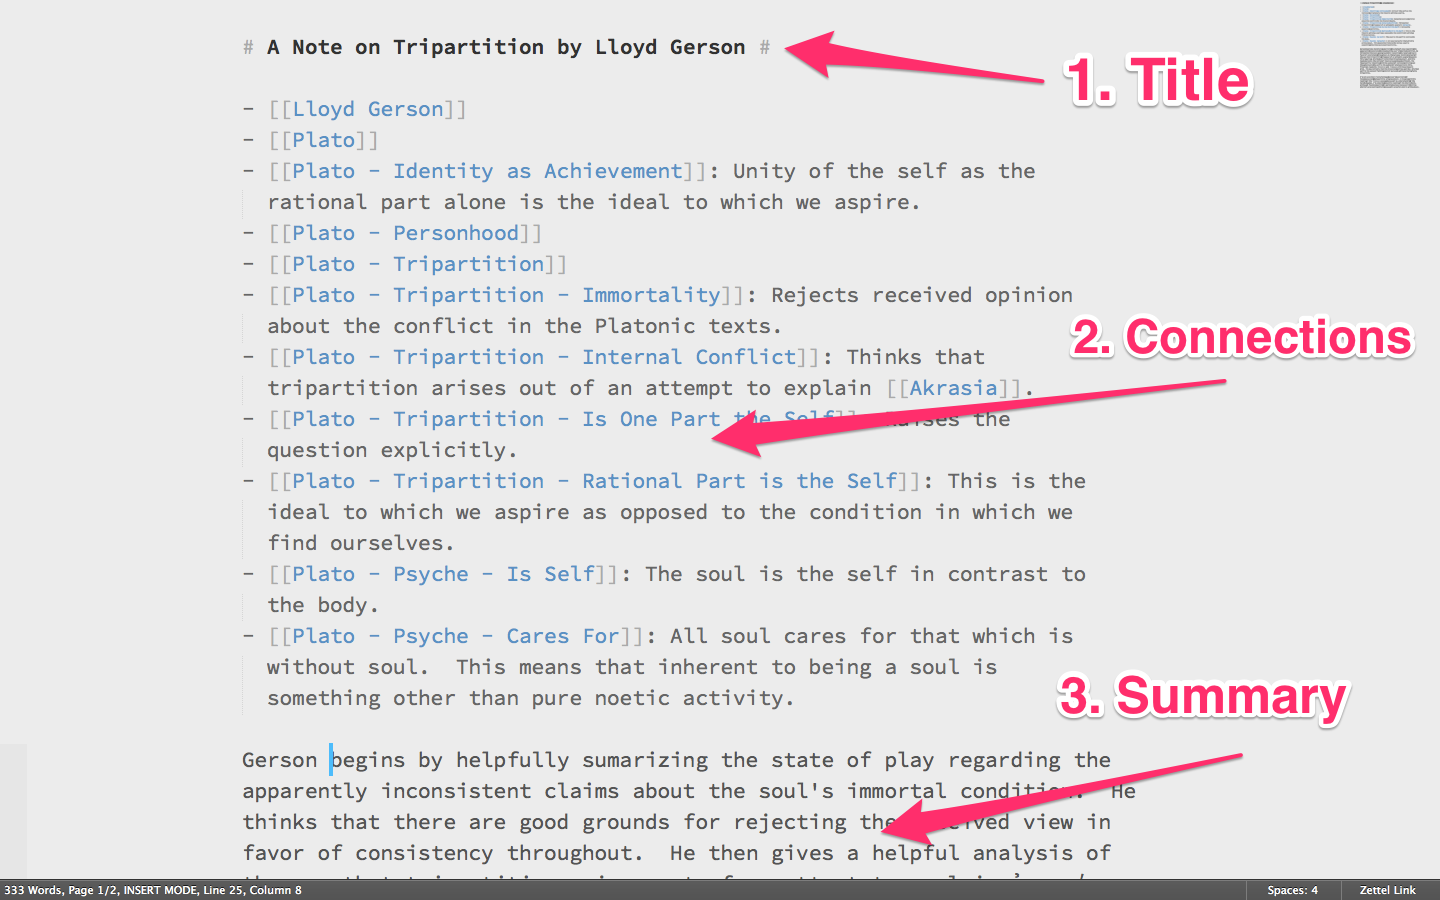 # A Note on Tripartition by Lloyd Gerson #
1. Title
- [[Lloyd Gerson]]
- [[Plato]]
- [[Plato - Identity as Achievement]]: Unity of the self as the
rational part alone is the ideal to which we aspire.
- [[Plato - Personhood]]
- [[Plato - Tripartition]]
- [[Plato - Tripartition - Immortality]]: Rejects received opinion
about the conflict in the Platonic texts.
2. Connections
- [[Plato - Tripartition - Internal Conflict]]: Thinks that
tripartition arises out of an attempt to explain [[Akrasia]].
- [[Plato - Tripartition - Is One Part the Self]]: Raises the
question explicitly.
- [[Plato - Tripartition - Rational Part is the Self]]: This is the
ideal to which we aspire as opposed to the condition in which we
find ourselves.
- [[Plato - Psyche - Is Self]]: The soul is the self in contrast to
the body.
- [[Plato - Psyche - Cares For]]: All soul cares for that which is
without soul.  This means that inherent to being a soul is
something other than pure noetic activity.
3. Summary
Gerson begins by helpfully sumarizing the state of play regarding the
apparently inconsistent claims about the soul's immortal condition.  He
thinks that there are good grounds for rejecting the received view in
favor of consistency throughout.  He then gives a helpful analysis of
333 Words, Page 1/2, INSERT MODE, Line 25, Column 8
Spaces: 4
Zettel Link